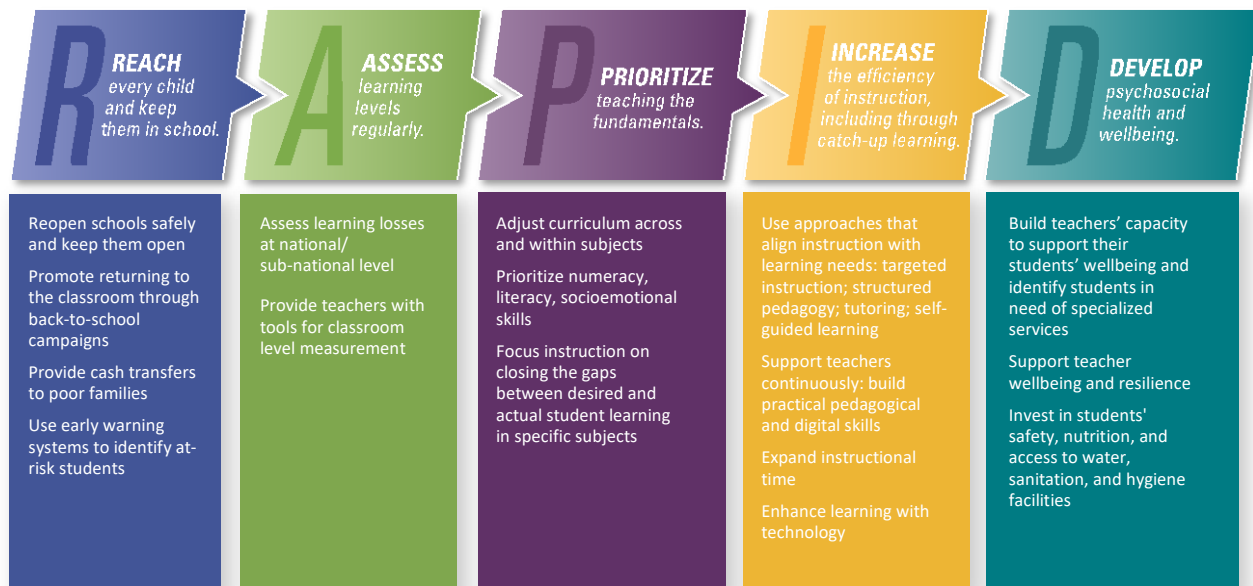 R
REACH
every child
and keep
them in school.
A
ASSESS
learning
levels
regularly.
P
PRIORITIZE
teaching the
fundamentals.
I
INCREASE
the efficiency
of instruction,
including through
catch-up learning.
D
DEVELOP
psychosocial
health and
wellbeing.
Reopen schools safely
and keep them open
Promote returning to
the classroom through
back-to-school
campaigns
Provide cash transfers
to poor families
Use early warning
systems to identify at-
risk students
Assess learning losses
at national/
sub-national level
Provide teachers with
tools for classroom
level measurement
Adjust curriculum across
and within subjects
Prioritize numeracy,
literacy, socioemotional
skills
Focus instruction on
closing the gaps
between desired and
actual student learning
in specific subjects
Use approaches that
align instruction with
learning needs: targeted
instruction; structured
pedagogy; tutoring; self-
guided learning
Support teachers
continuously: build
practical pedagogical
and digital skills
Expand instructional
time
Enhance learning with
technology
Build teachers’ capacity
to support their
students’ wellbeing and
identify students in
need of specialized
services
Support teacher
wellbeing and resilience
Invest in students'
safety, nutrition, and
access to water,
sanitation, and hygiene
facilities